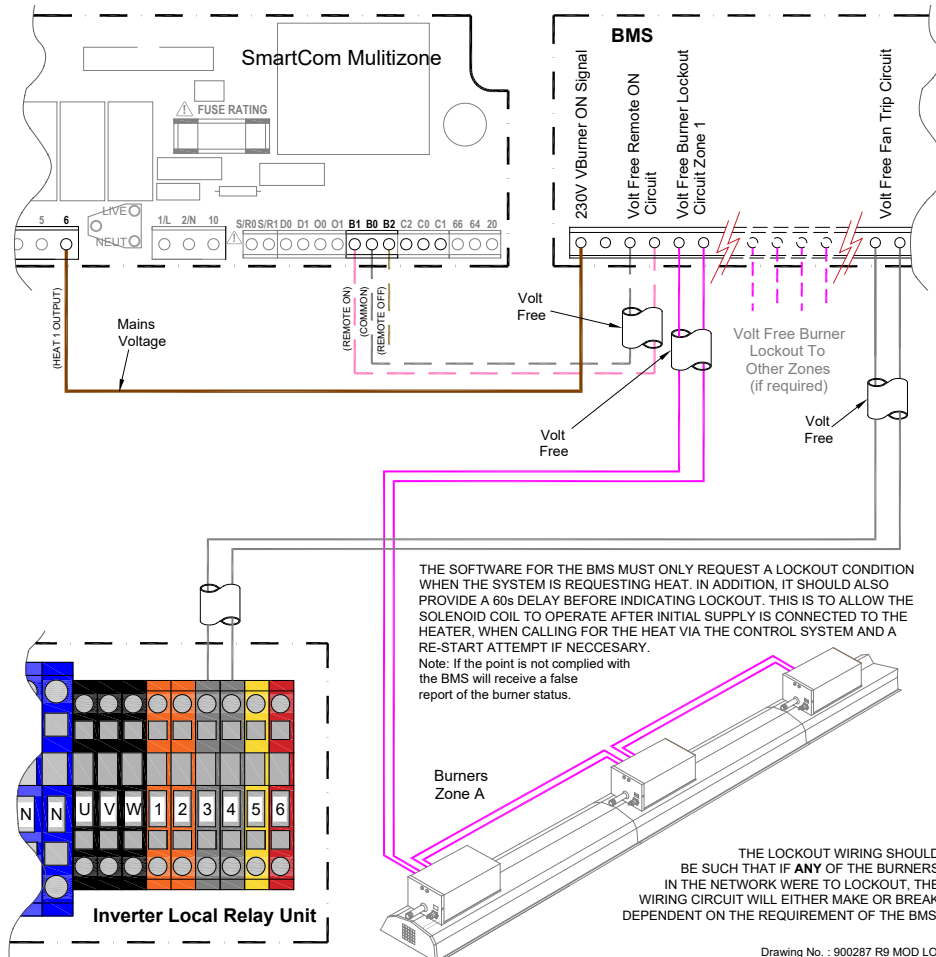 SmartCom Mulitizone
BMS
FUSE RATING
LIVE
NEUT
5 6 1/L 2/N 10 S/R0 S/R1 D0 D1 O0 O1 B1 B0 B2 C2 C0 C1 66 64 20
230V VBurner ON Signal
Volt Free Remote ON
Circuit
Volt Free Burner Lockout
Circuit Zone 1
Volt Free Fan Trip Circuit
(HEAT 1 OUTPUT)
Mains
Voltage
(REMOTE ON)
(COMMON)
(REMOTE OFF)
Volt
Free
Volt Free Burner
Lockout To
Other Zones
(if required)
Volt
Free
Volt
Free
THE SOFTWARE FOR THE BMS MUST ONLY REQUEST A LOCKOUT CONDITION
WHEN THE SYSTEM IS REQUESTING HEAT. IN ADDITION, IT SHOULD ALSO
PROVIDE A 60s DELAY BEFORE INDICATING LOCKOUT. THIS IS TO ALLOW THE
SOLENOID COIL TO OPERATE AFTER INITIAL SUPPLY IS CONNECTED TO THE
HEATER, WHEN CALLING FOR THE HEAT VIA THE CONTROL SYSTEM AND A
RE-START ATTEMPT IF NECCESARY.
Note: If the point is not complied with
the BMS will receive a false
report of the burner status.
Burners
Zone A
N N U V W 1 2 3 4 5 6
Inverter Local Relay Unit
THE LOCKOUT WIRING SHOULD
BE SUCH THAT IF ANY OF THE BURNERS
IN THE NETWORK WERE TO LOCKOUT, THE
WIRING CIRCUIT WILL EITHER MAKE OR BREAK
DEPENDENT ON THE REQUIREMENT OF THE BMS
Drawing No. : 900287 R9 MOD LO